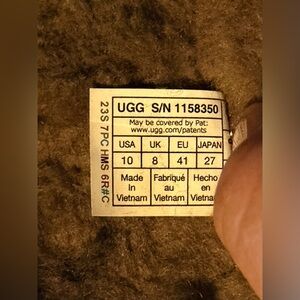 UGG S/N 1158350
May be covered by Pat:
www.ugg.com/patents
USA UK EU JAPAN
10 8 41 27
Made Fabriqué Hecho
in au en
Vietnam Vietnam Vietna
23S 7PC HMS 6R#C